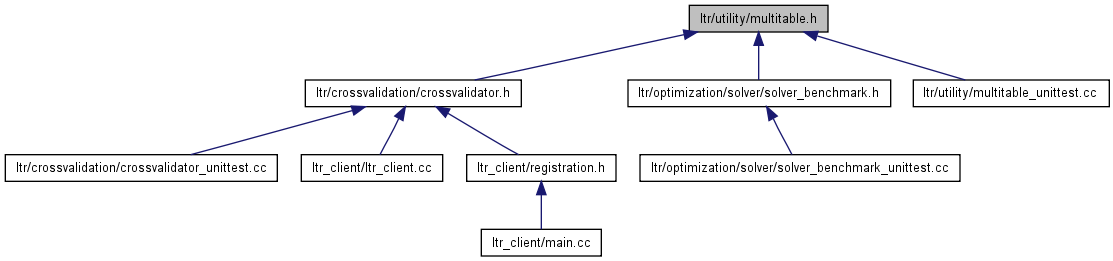 ltr/utility/multitable.h
ltr/crossvalidation/crossvalidator.h
ltr/optimization/solver/solver_benchmark.h
ltr/utility/multitable_unittest.cc
ltr/crossvalidation/crossvalidator_unittest.cc
ltr_client/ltr_client.cc
ltr_client/registration.h
ltr/optimization/solver/solver_benchmark_unittest.cc
ltr_client/main.cc